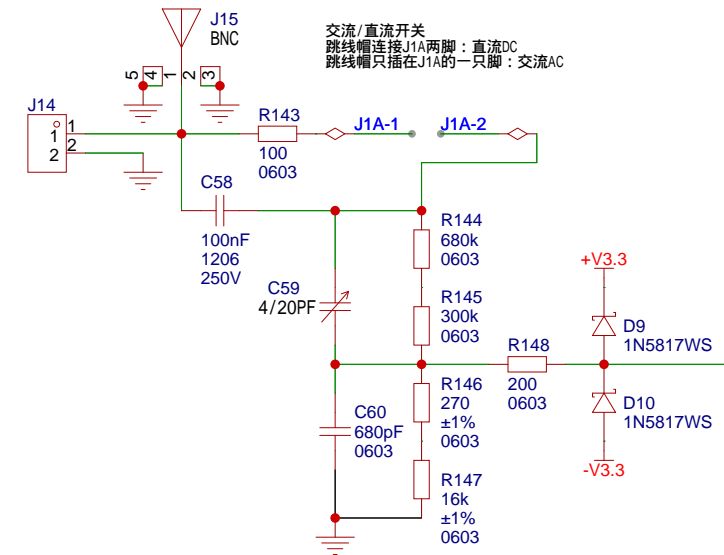 J15
BNC
交流/直流开关
跳线帽连接J1A两脚：直流DC
跳线帽只插在J1A的一只脚：交流AC
5
4
1
2
3
J14
1
1
2
2
R143
100
0603
J1A-1
J1A-2
C58
100nF
1206
250V
R144
680k
0603
C59
4/20PF
R145
300k
0603
+V3.3
D9
1N5817WS
R148
200
0603
R146
270
±1%
0603
C60
680pF
0603
D10
1N5817WS
-V3.3
R147
16k
±1%
0603